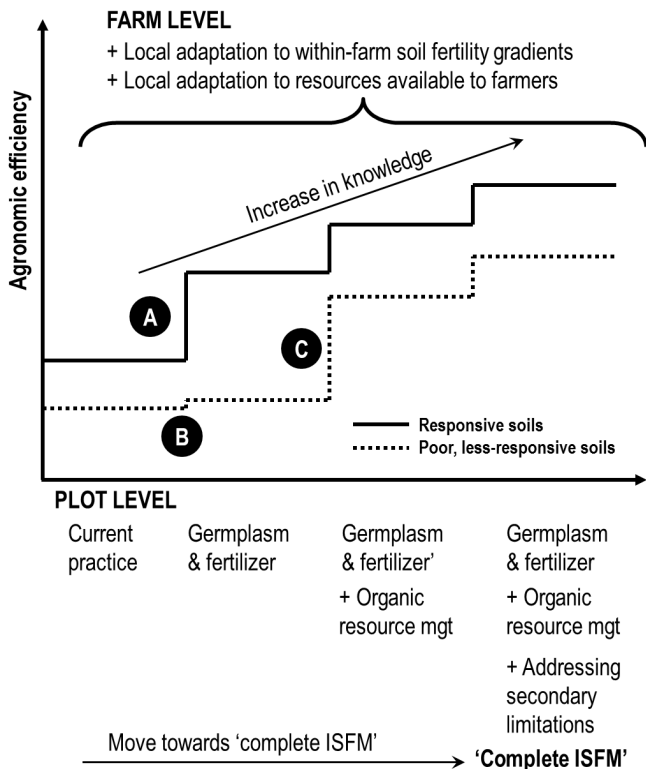 FARM LEVEL
+ Local adaptation to within-farm soil fertility gradients
+ Local adaptation to resources available to farmers
Agronomic efficiency
Increase in knowledge
A
C
B
Responsive soils
Poor, less-responsive soils
PLOT LEVEL
Current
practice
Germplasm
& fertilizer
Germplasm
& fertilizer’
+ Organic
resource mgt
Germplasm
& fertilizer
+ Organic
resource mgt
+ Addressing
secondary
limitations
Move towards ‘complete ISFM’
‘Complete ISFM’